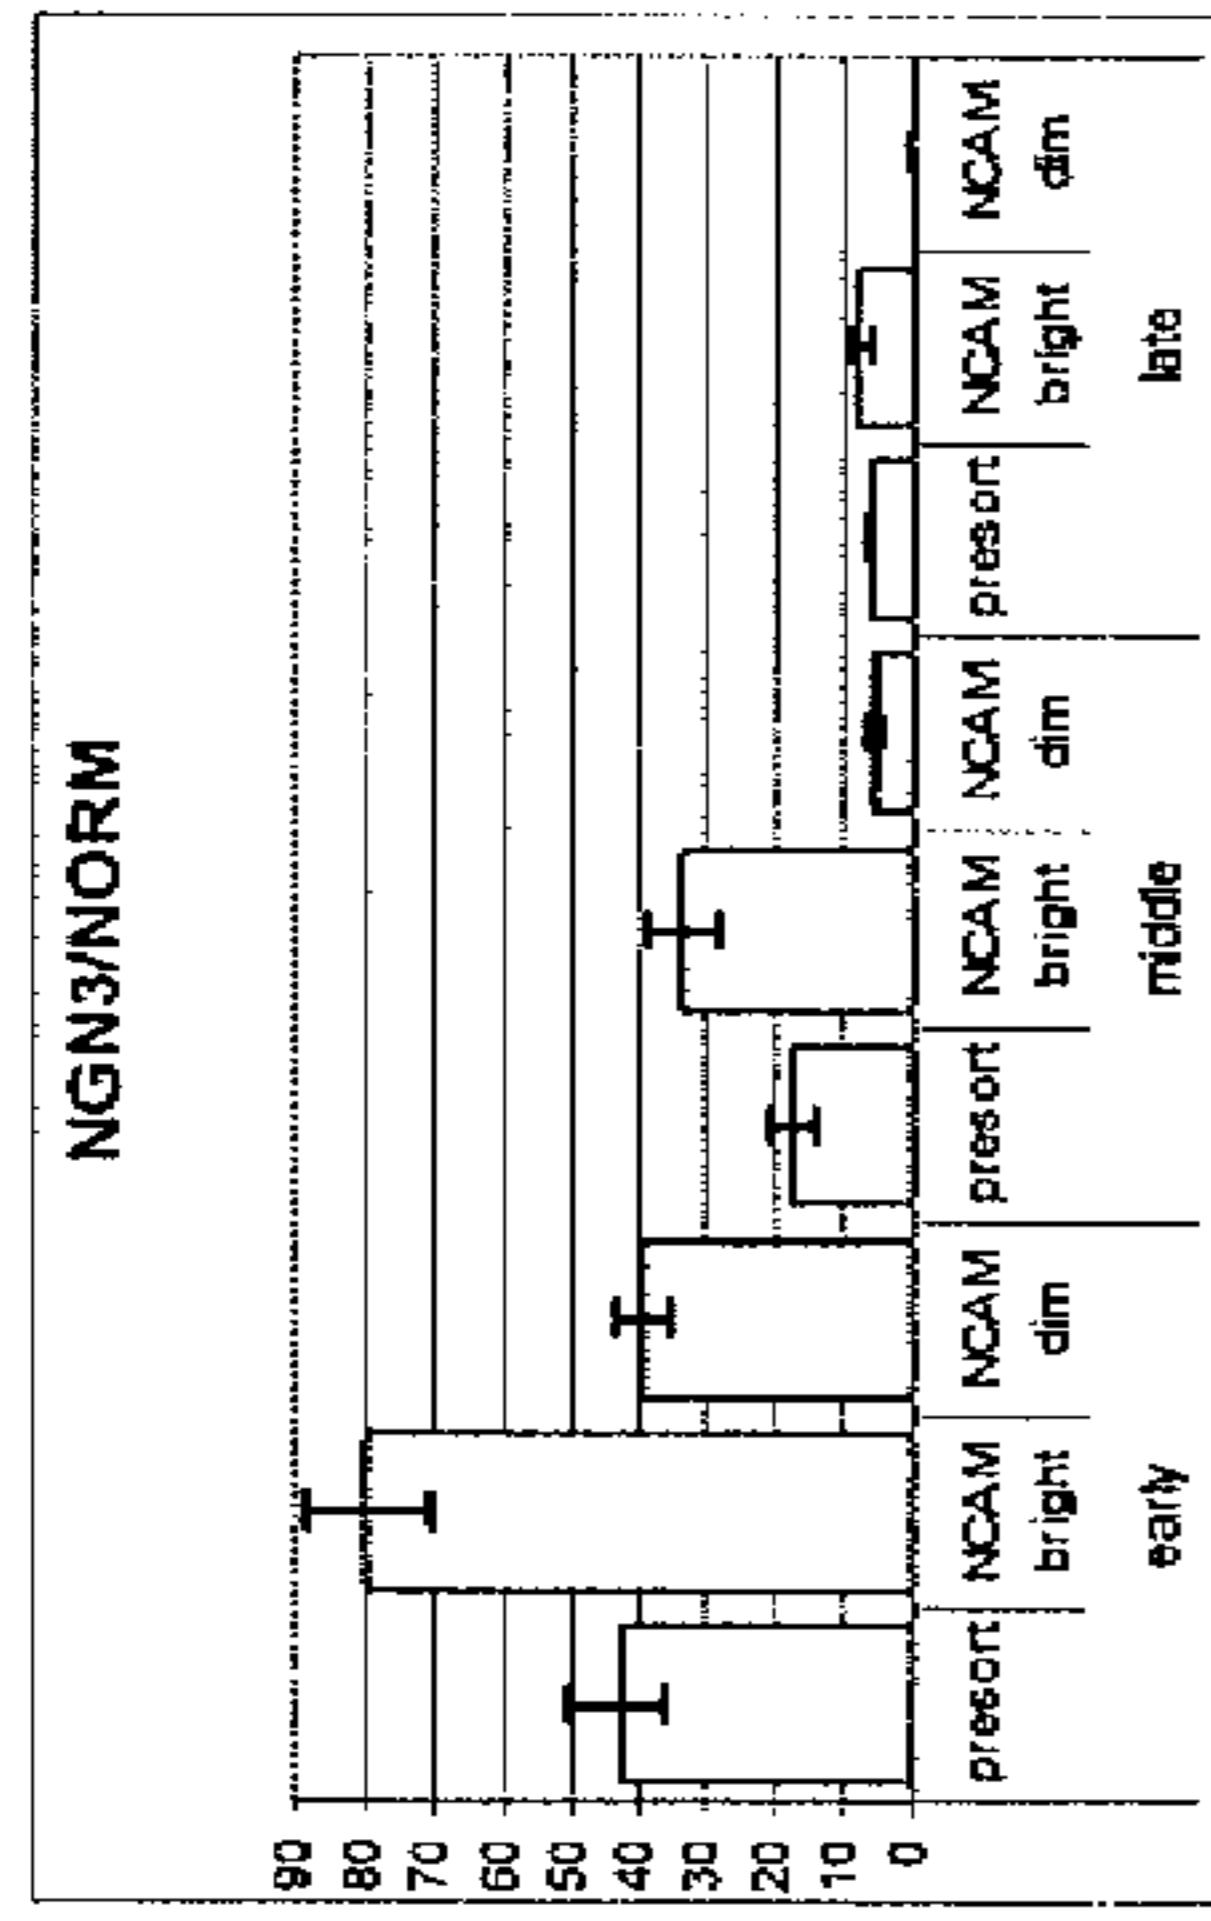 NGN3/NORM
90
80
70
60
50
40
30
20
10
0
presort
NCAM
bright
NCAM
dim
presort
NCAM
bright
NCAM
dim
presort
NCAM
bright
NCAM
dim
early
middle
late